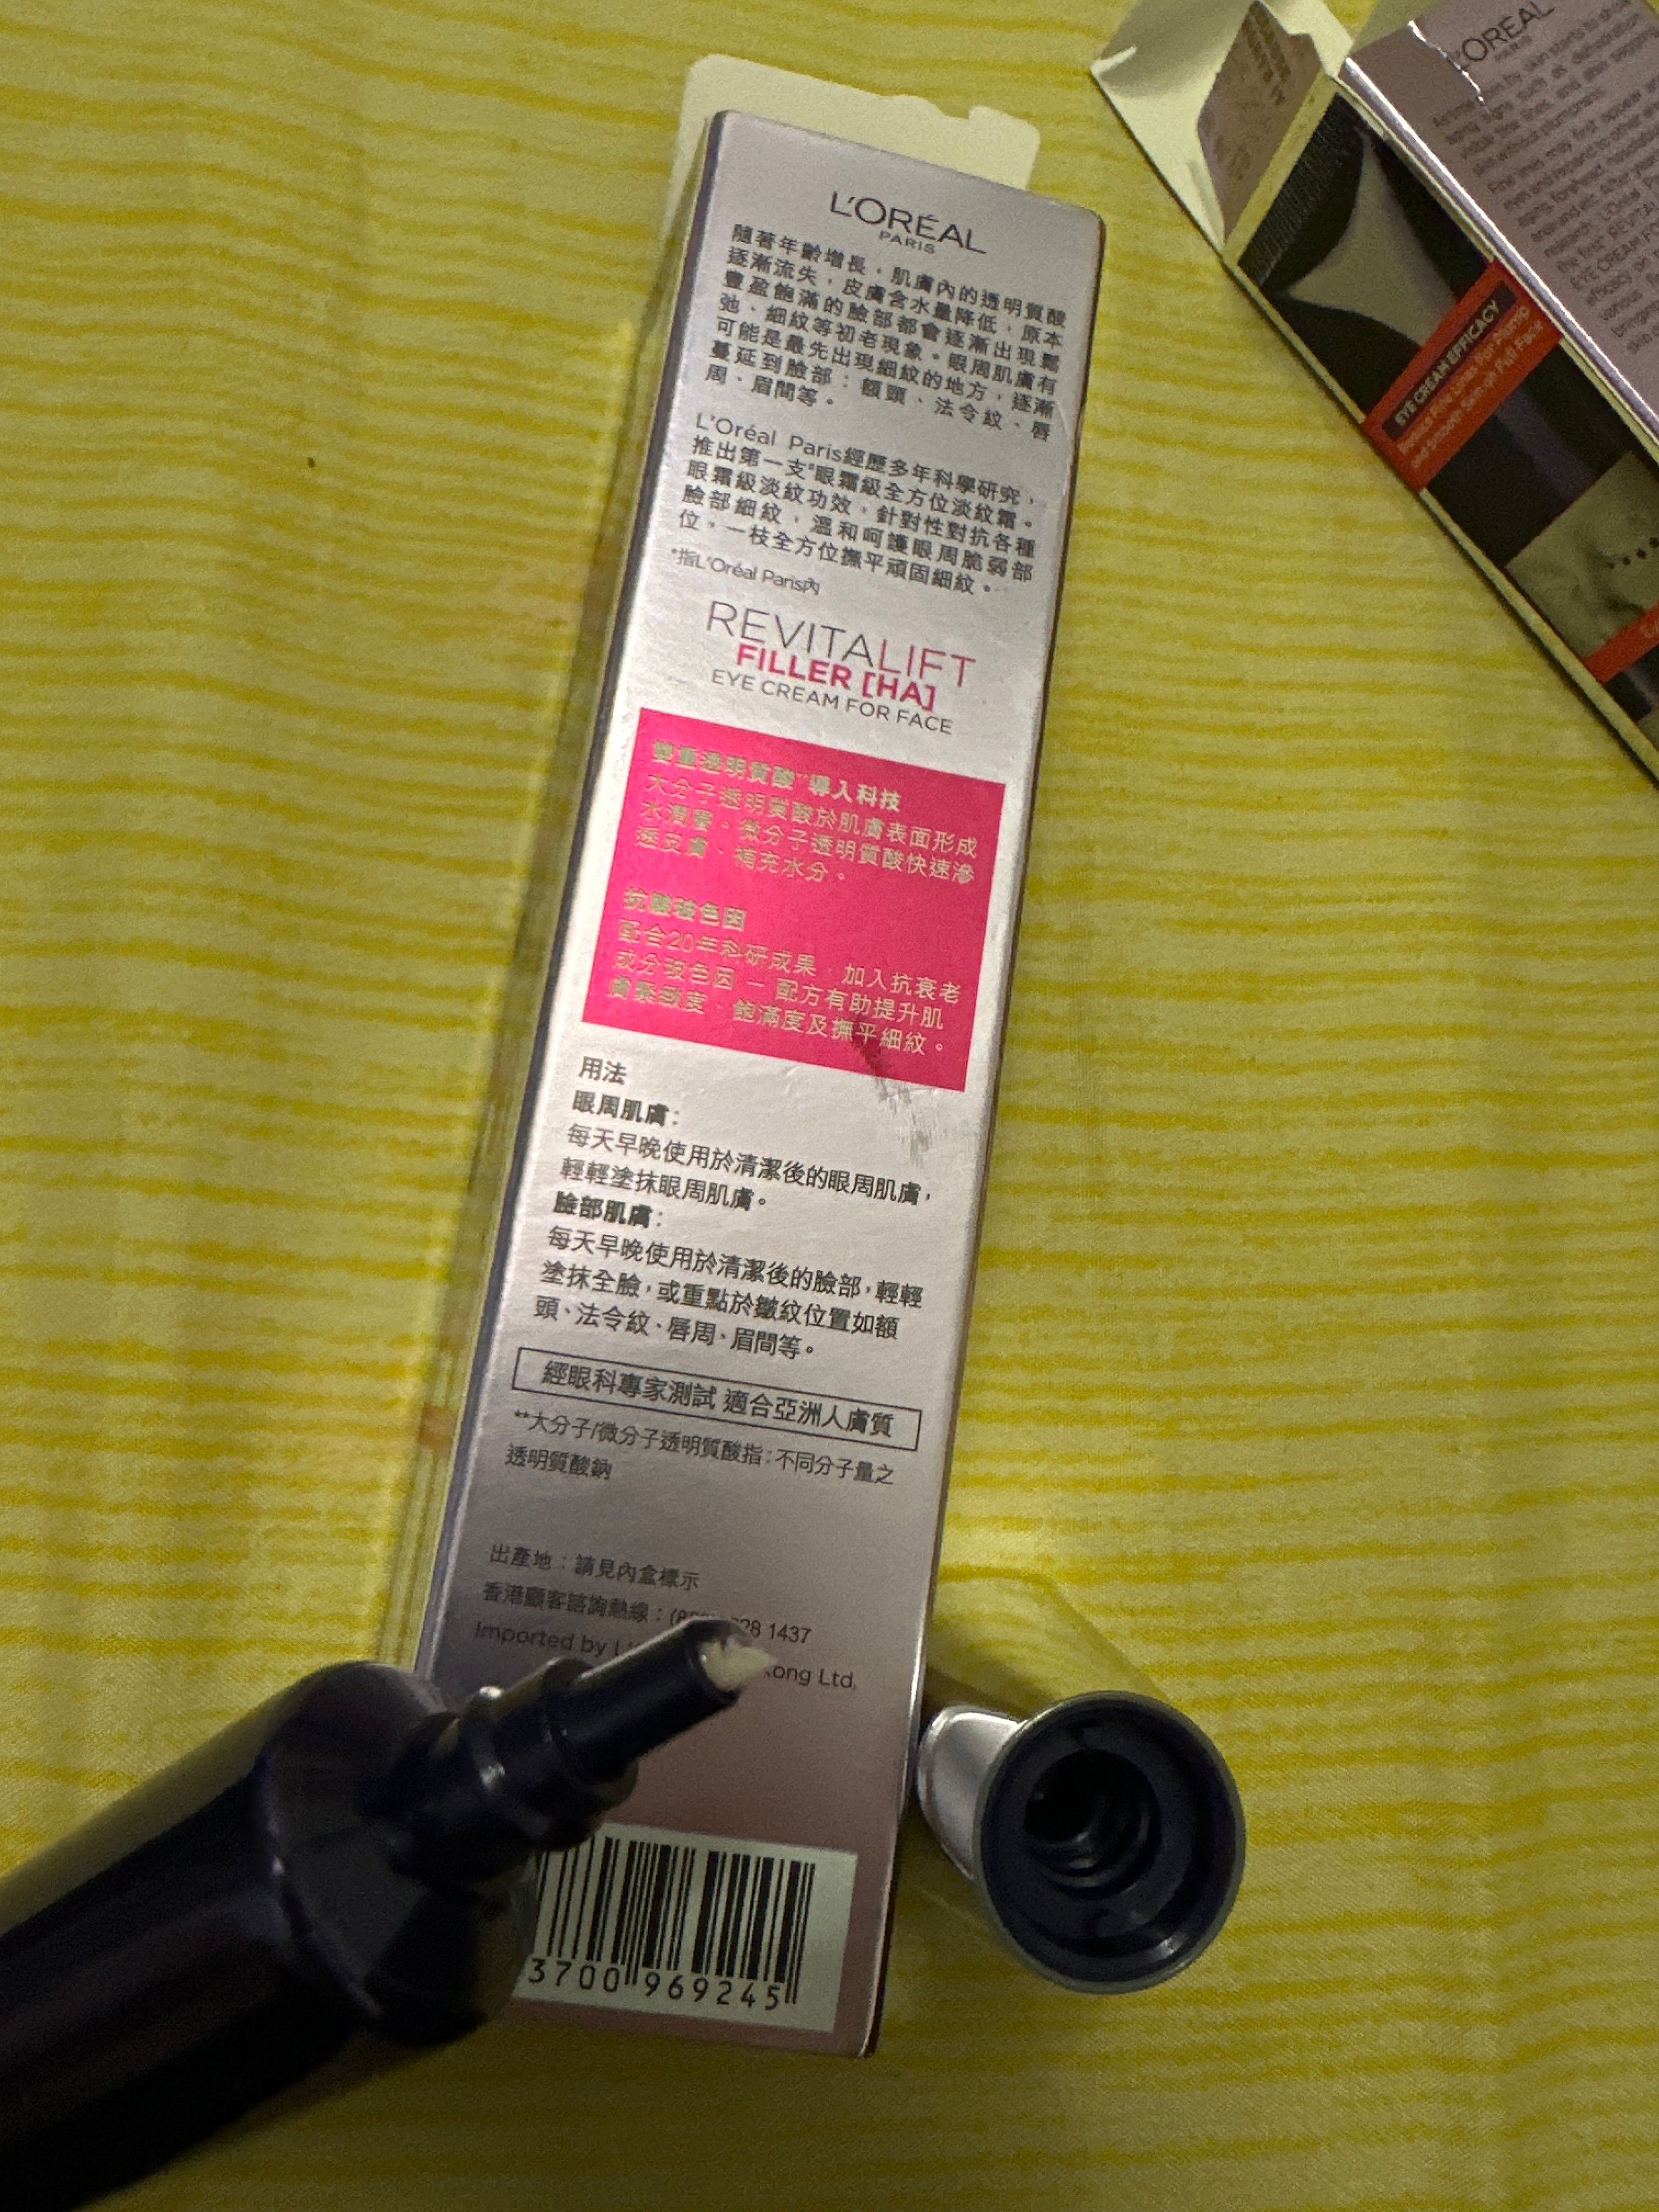 L'ORÉAL
PARIS
隨著年齡增長，肌膚內的透明質酸
逐漸流失，皮膚含水量降低，原本
豐盈飽滿的臉部都會逐漸出現鬆
弛、細紋等初老現象。眼周肌膚有
可能是最先出現細紋的地方，逐漸
蔓延到臉部：額頭、法令紋、唇
周、眉間等。
L'Oréal Paris經歷多年科學研究，
推出第一支*眼霜級全方位淡紋霜。
眼霜級淡紋功效，針對性對抗各種
臉部細紋，溫和呵護眼周脆弱部
位，一枝全方位撫平頑固細紋。
*指L'Oréal Paris內
REVITALIFT
FILLER [HA]
EYE CREAM FOR FACE
雙重透明質酸**導入科技
大分子透明質酸於肌膚表面形成
水潤層。微分子透明質酸快速滲
透皮膚、補充水分。
抗皺玻色因
配合20年科研成果，加入抗衰老
成分玻色因 — 配方有助提升肌
膚緊緻度、飽滿度及撫平細紋。
用法
眼周肌膚：
每天早晚使用於清潔後的眼周肌膚，
輕輕塗抹眼周肌膚。
臉部肌膚：
每天早晚使用於清潔後的臉部，輕輕
塗抹全臉，或重點於皺紋位置如額
頭、法令紋、唇周、眉間等。
經眼科專家測試 適合亞洲人膚質
**大分子/微分子透明質酸指：不同分子量之
透明質酸鈉
出產地：請見內盒標示
香港顧客諮詢熱線： 28 1437
Imported by Kong Ltd.
3700 969245
L'ORÉAL
PARIS
EYE CREAM EFFICACY
and Smooth Skin on Full Face